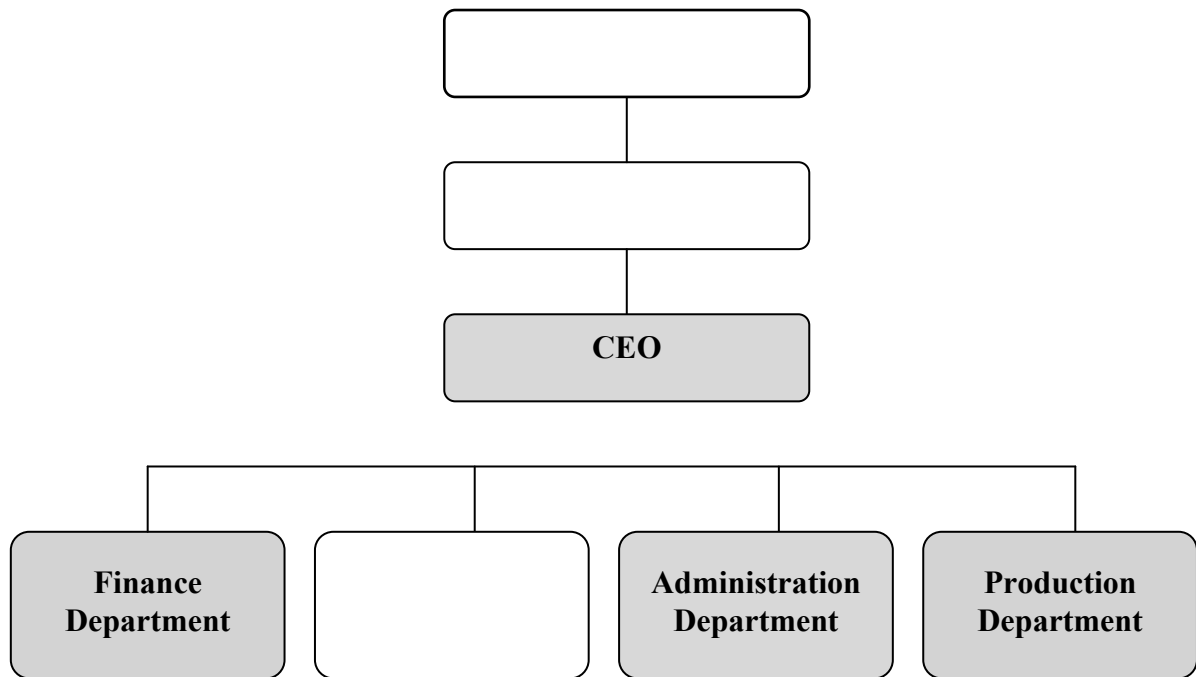 CEO
Finance
Department
Administration
Department
Production
Department